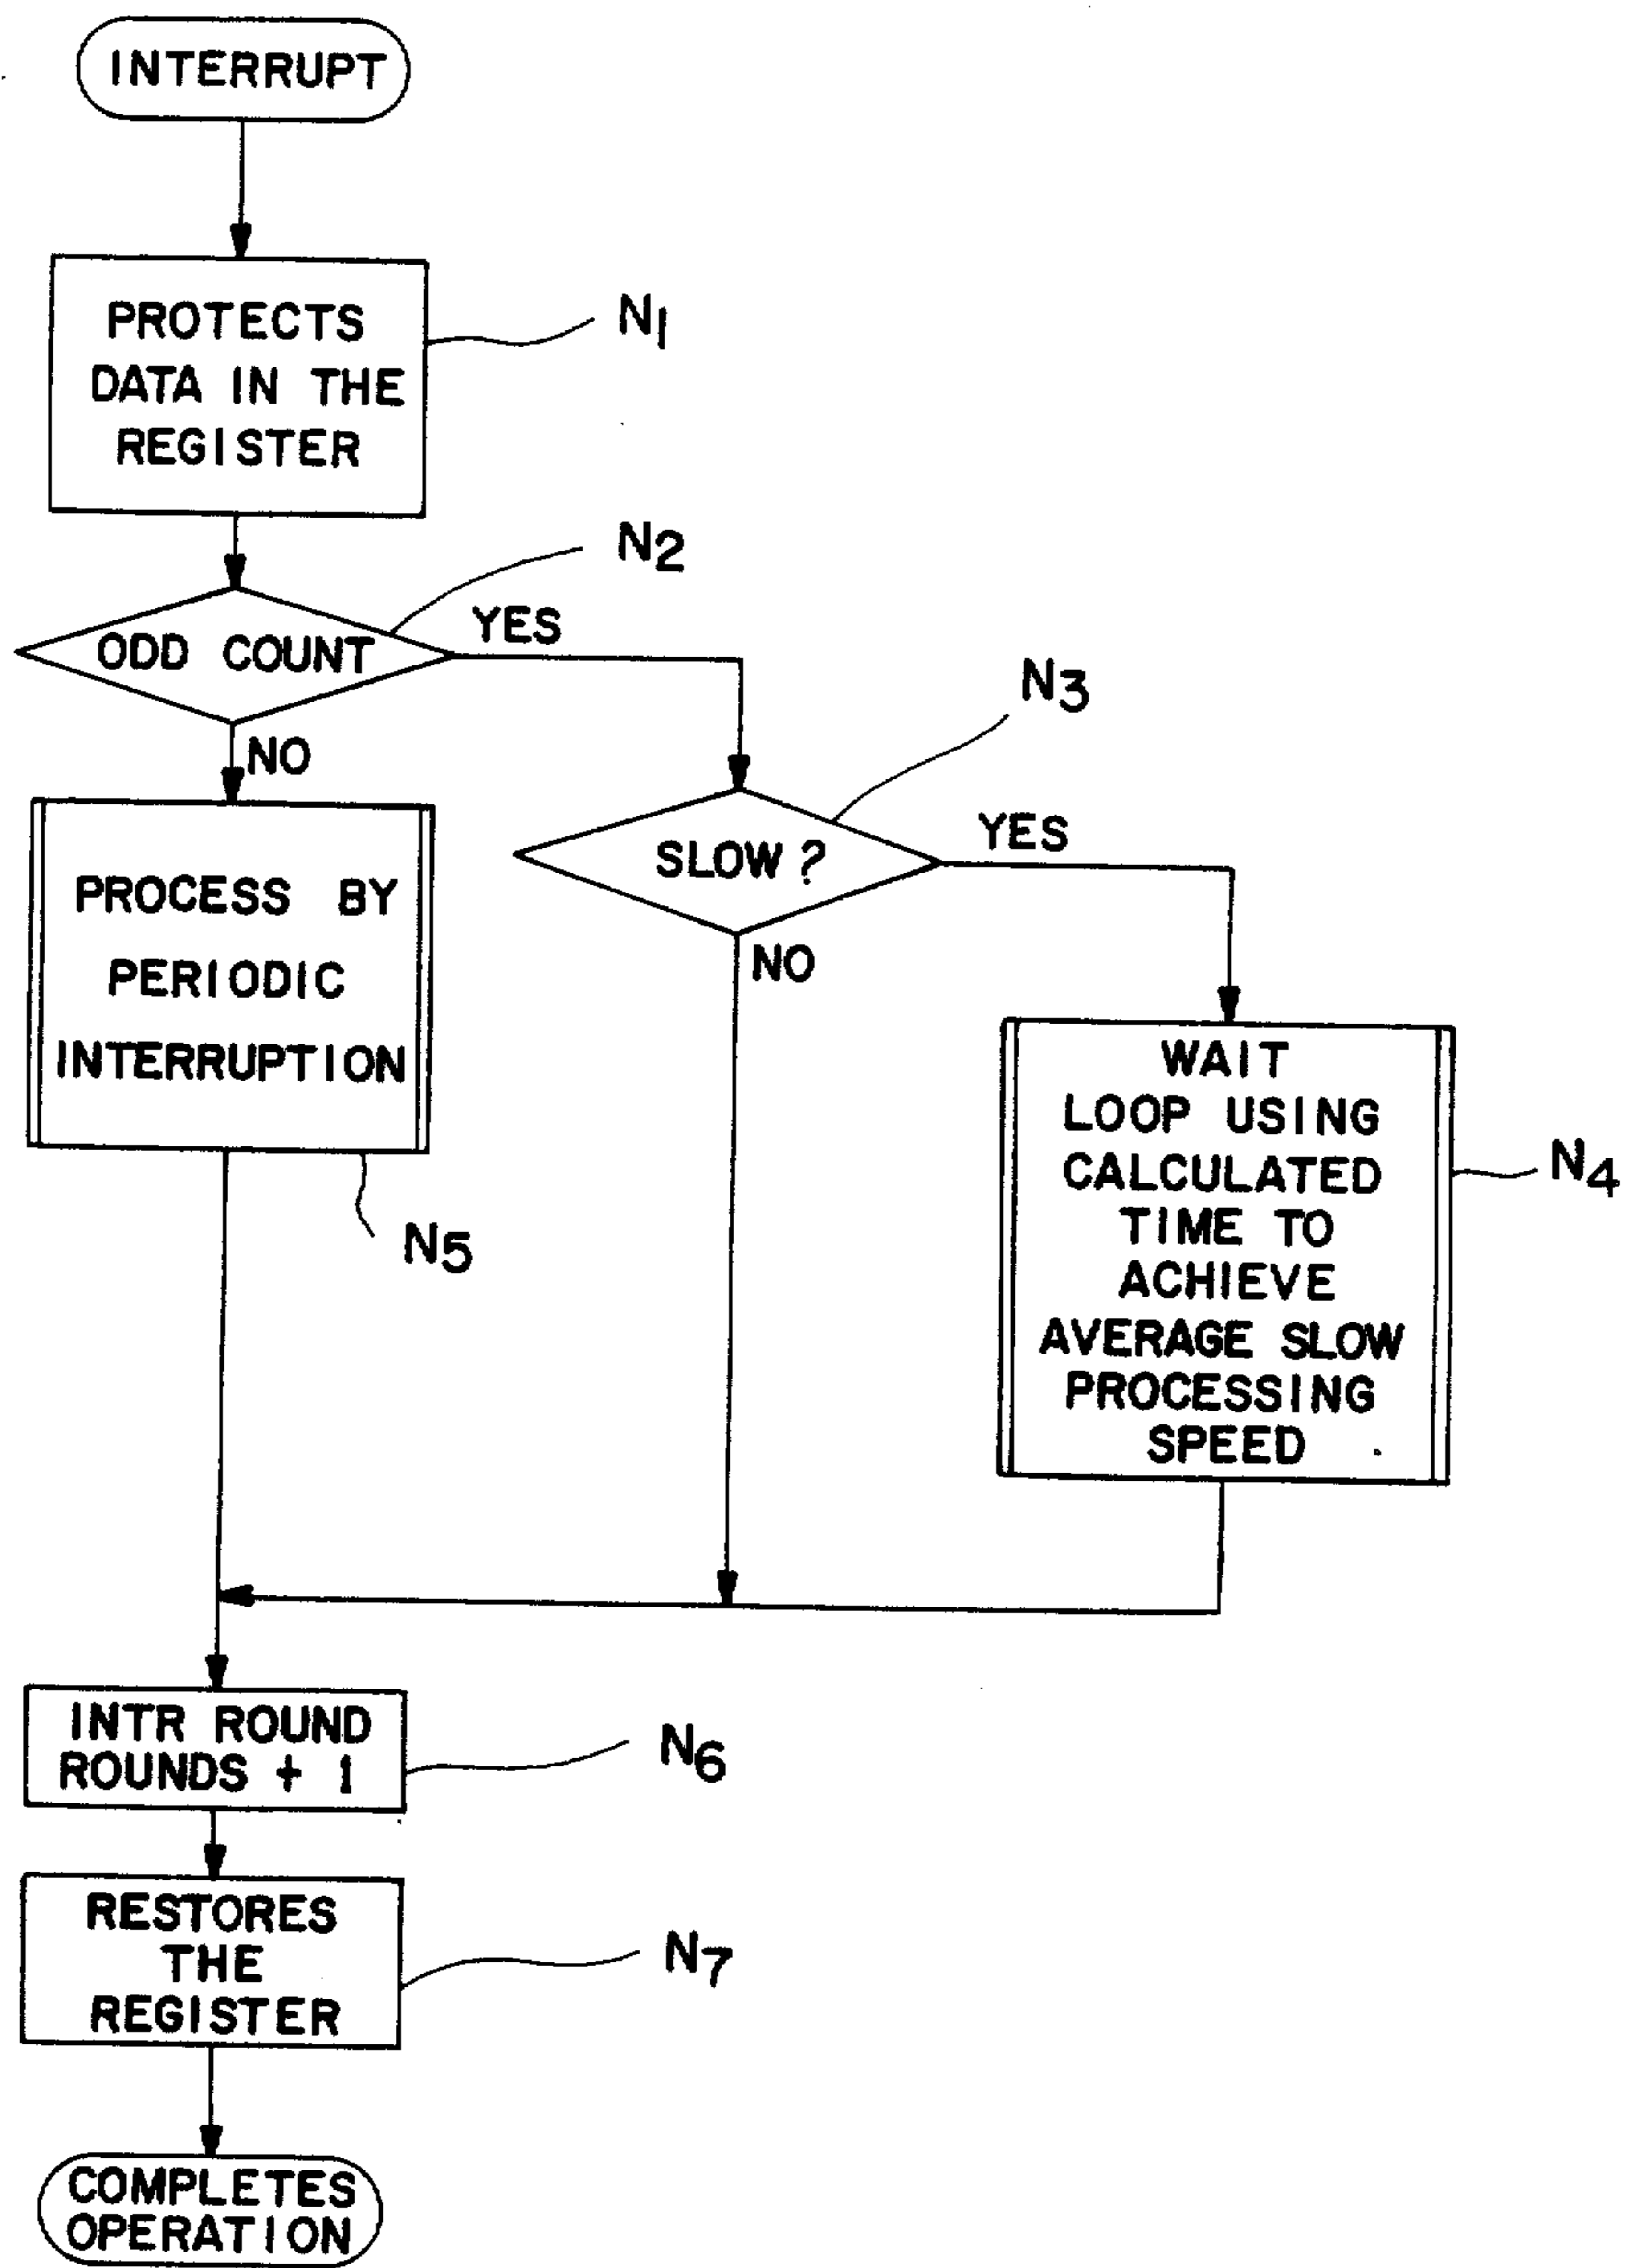 INTERRUPT
PROTECTS
DATA IN THE
REGISTER
N1
N2
ODD COUNT
YES
NO
N3
SLOW?
YES
NO
PROCESS BY
PERIODIC
INTERRUPTION
N5
WAIT
LOOP USING
CALCULATED
TIME TO
ACHIEVE
AVERAGE SLOW
PROCESSING
SPEED
N4
INTR ROUND
ROUNDS + 1
N6
RESTORES
THE
REGISTER
N7
COMPLETES
OPERATION